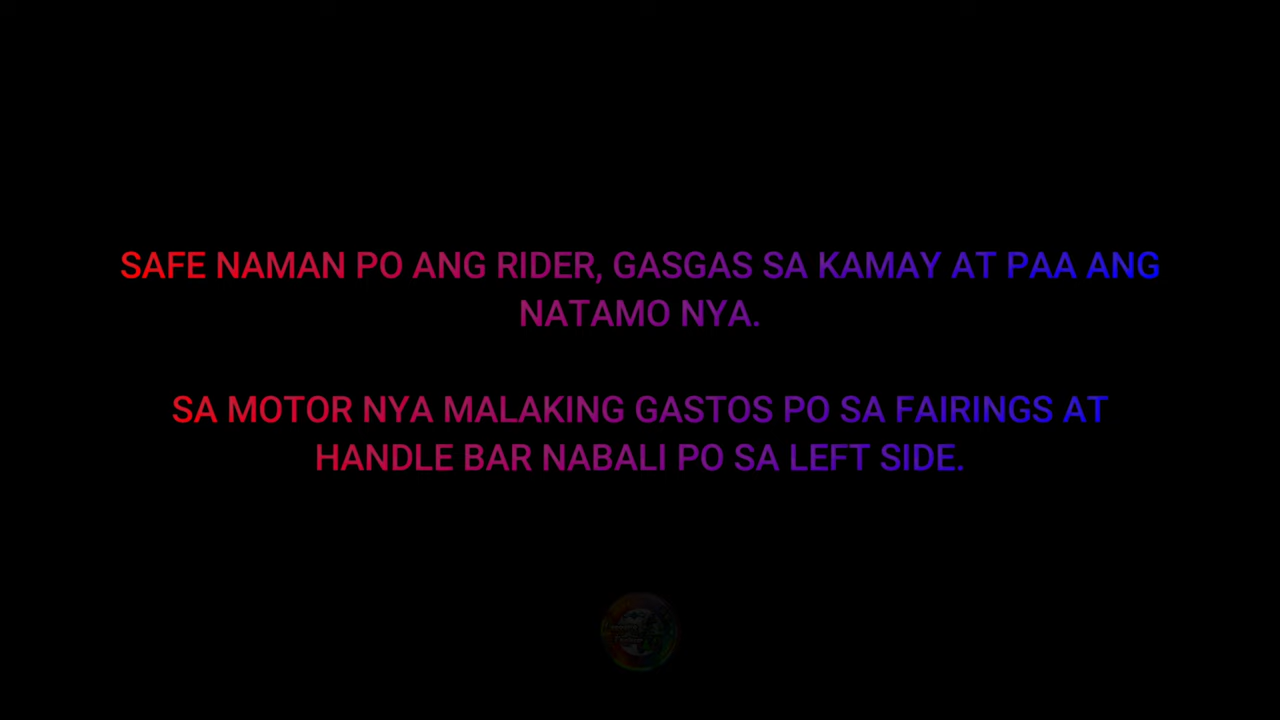 SAFE NAMAN PO ANG RIDER, GASGAS SA KAMAY AT PAA ANG
NATAMO NYA.
SA MOTOR NYA MALAKING GASTOS PO SA FAIRINGS AT
HANDLE BAR NABALI PO SA LEFT SIDE.